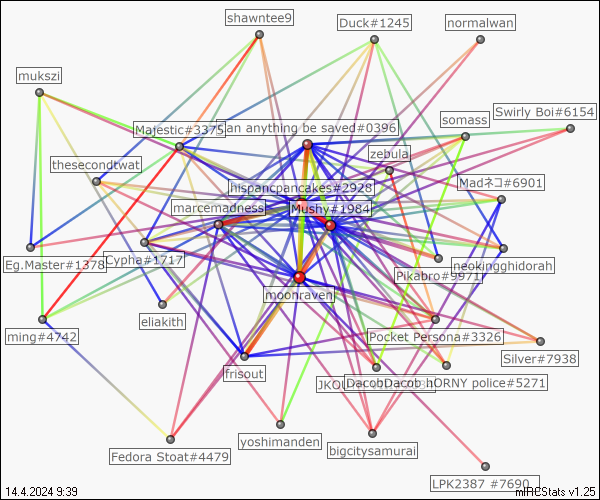 shawntee9
Duck#1245
normalwan
mukszi
Swirly Boi#6154
somass
Majestic#3375
an anything be saved#0396
zebula
thesecondtwat
hispancpancakes#2928
Madネコ#6901
marcemadness
Mushy#1984
Eg.Master#1378
Cypha#1717
neokingghidorah
Pikabro#9971
moonraven
eliakith
ming#4742
Pocket Persona#3326
Silver#7938
frisout
DacobDacob
HORNY police#5271
yoshimanden
bigcitysamurai
Fedora Stoat#4479
LPK2387 #7690
14.4.2024 9:39
mIRCStats v1.25